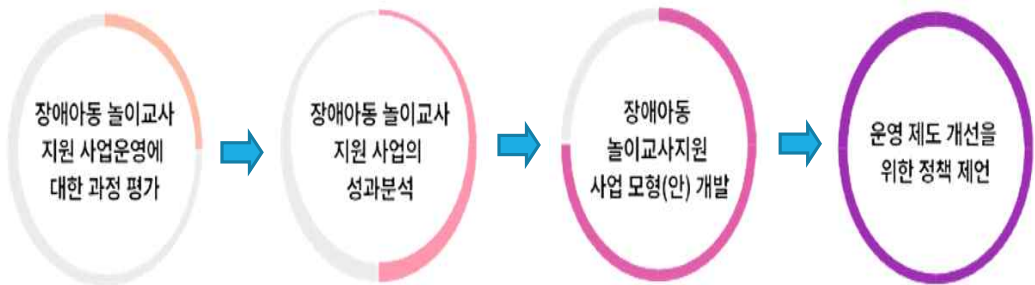 장애아동 놀이교사
지원 사업운영에
대한 과정 평가
장애아동 놀이교사
지원 사업의
성과분석
장애아동
놀이교사지원
사업 모형(안) 개발
운영 제도 개선을
위한 정책 제언